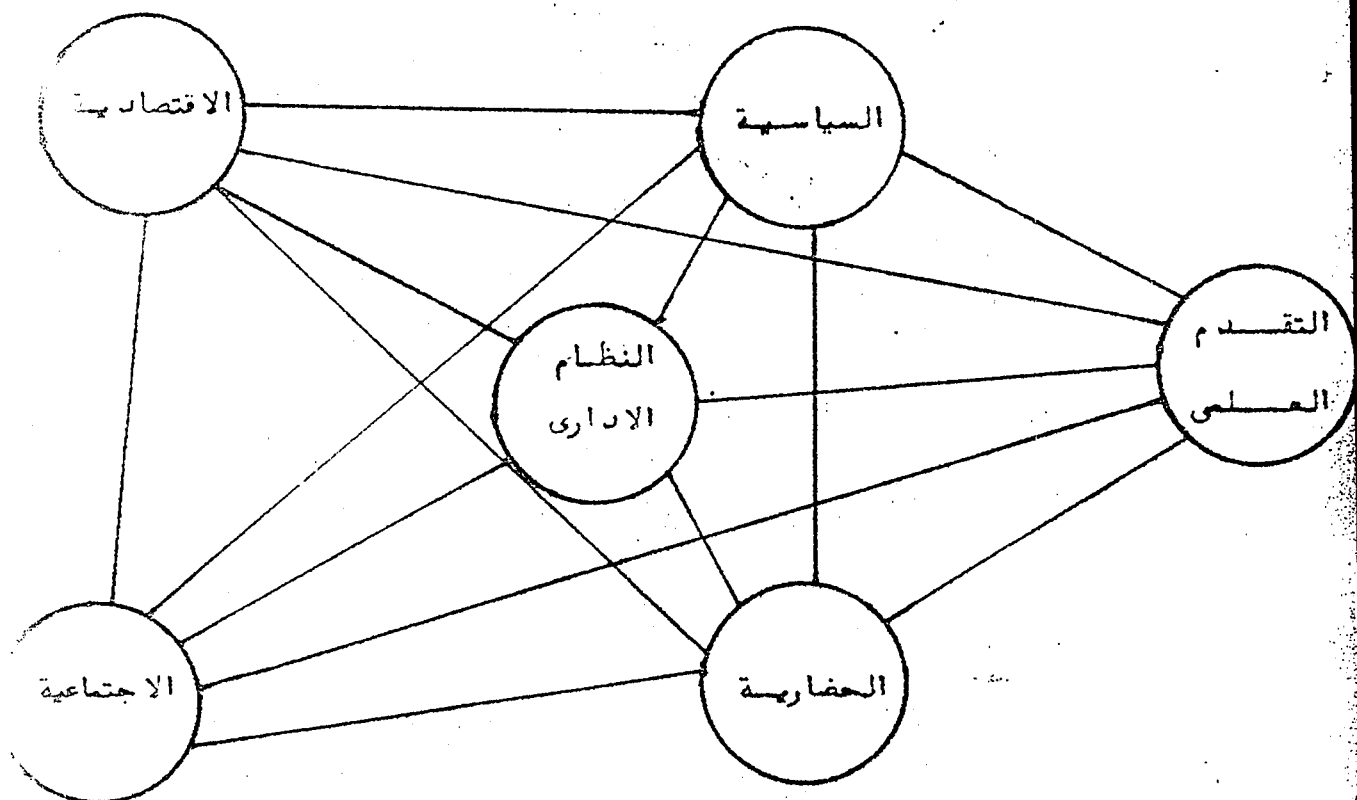 السياسية
الاقتصادية
التقدم
العلمى
النظام
الادارى
الحضارية
الاجتماعية